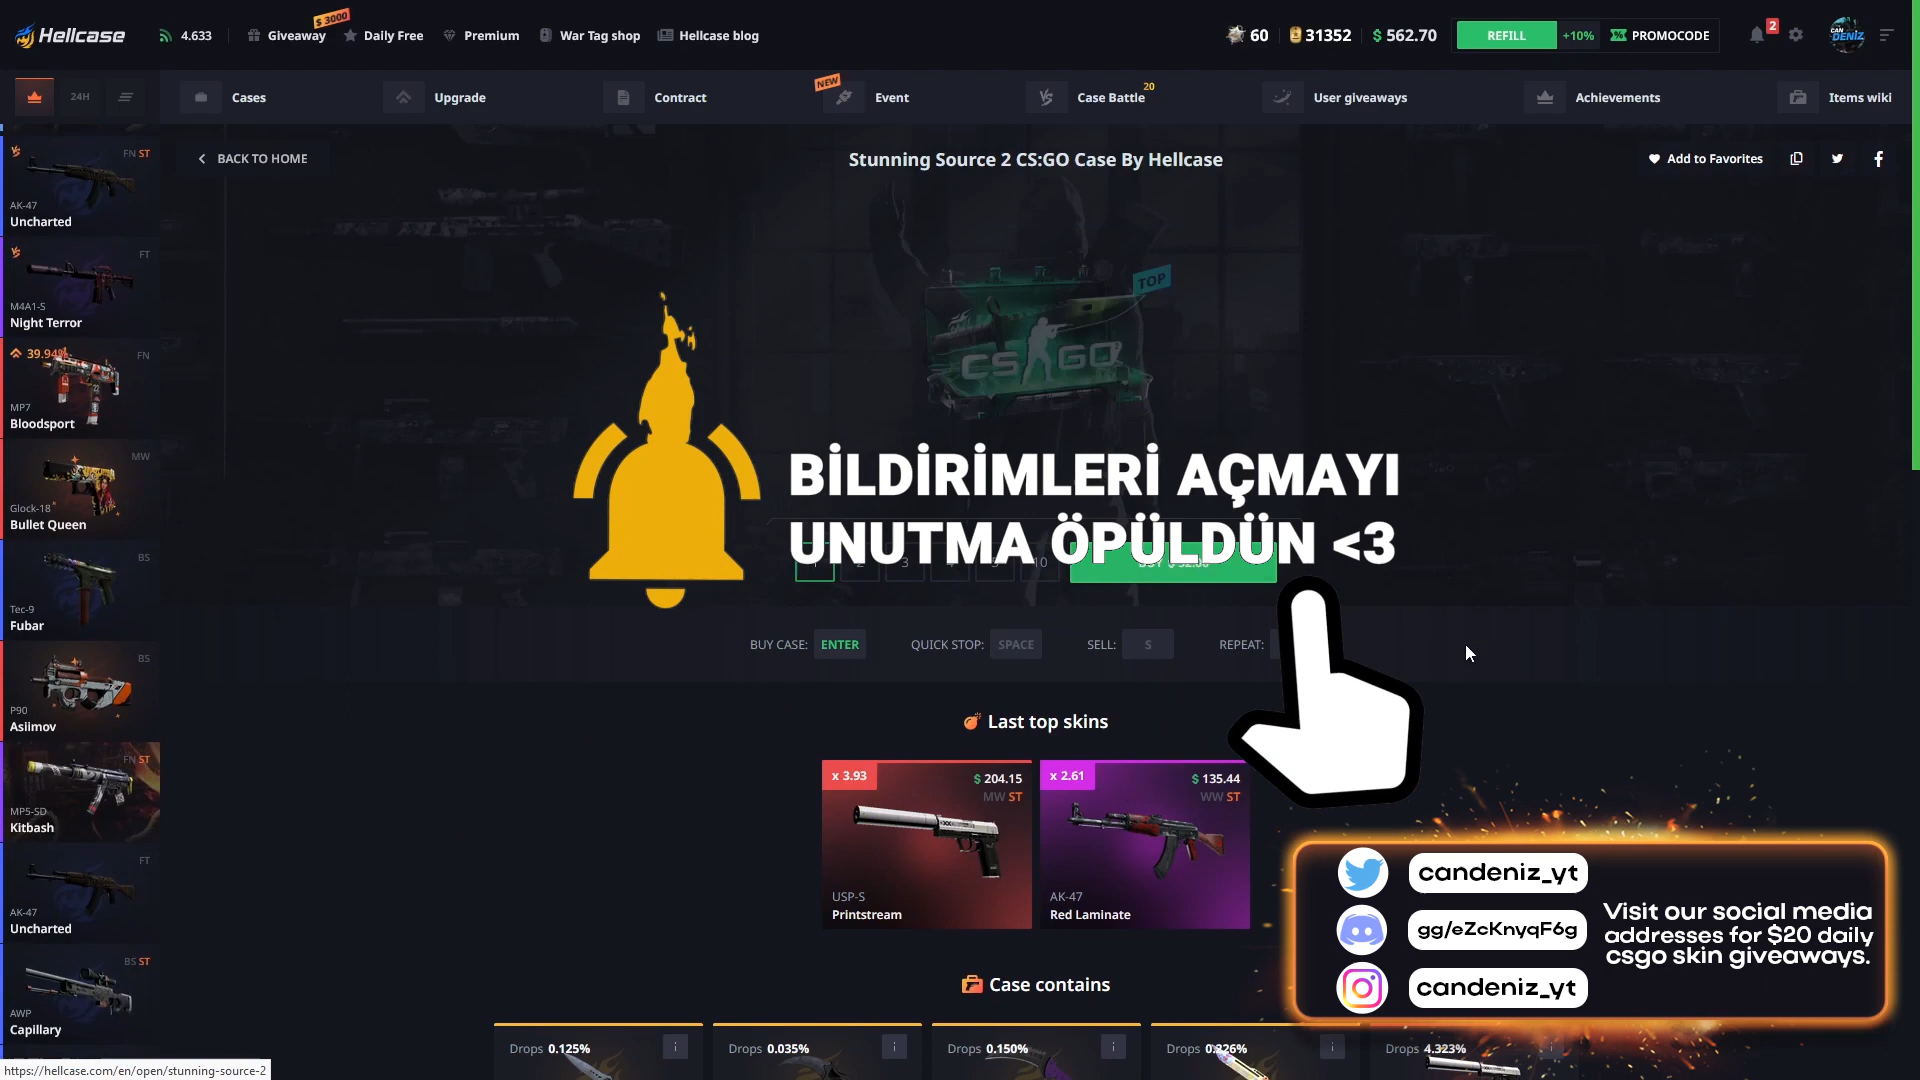 Hellcase
4.633
Giveaway
$ 3000
Daily Free
Premium
War Tag shop
Hellcase blog
60
31352
$ 562.70
REFILL
+10%
PROMOCODE
2
CAN
DENİZ
24H
Cases
Upgrade
Contract
NEW
Event
Case Battle
20
User giveaways
Achievements
Items wiki
BACK TO HOME
Stunning Source 2 CS:GO Case By Hellcase
Add to Favorites
FN ST
AK-47
Uncharted
FT
M4A1-S
Night Terror
39.94%
FN
MP7
Bloodsport
MW
Glock-18
Bullet Queen
BS
Tec-9
Fubar
BS
P90
Asiimov
FN ST
MP5-SD
Kitbash
FT
AK-47
Uncharted
BS ST
AWP
Capillary
TOP
CS GO
BİLDİRİMLERİ AÇMAYI
UNUTMA ÖPÜLDÜN <3
BUY CASE: ENTER
QUICK STOP: SPACE
SELL: S
REPEAT:
Last top skins
x 3.93
$ 204.15
MW ST
USP-S
Printstream
x 2.61
$ 135.44
WW ST
AK-47
Red Laminate
candeniz_yt
gg/eZcKnyqF6g
candeniz_yt
Visit our social media
addresses for $20 daily
csgo skin giveaways.
Case contains
Drops 0.125%
Drops 0.035%
Drops 0.150%
Drops 0.326%
Drops 4.323%
https://hellcase.com/en/open/stunning-source-2